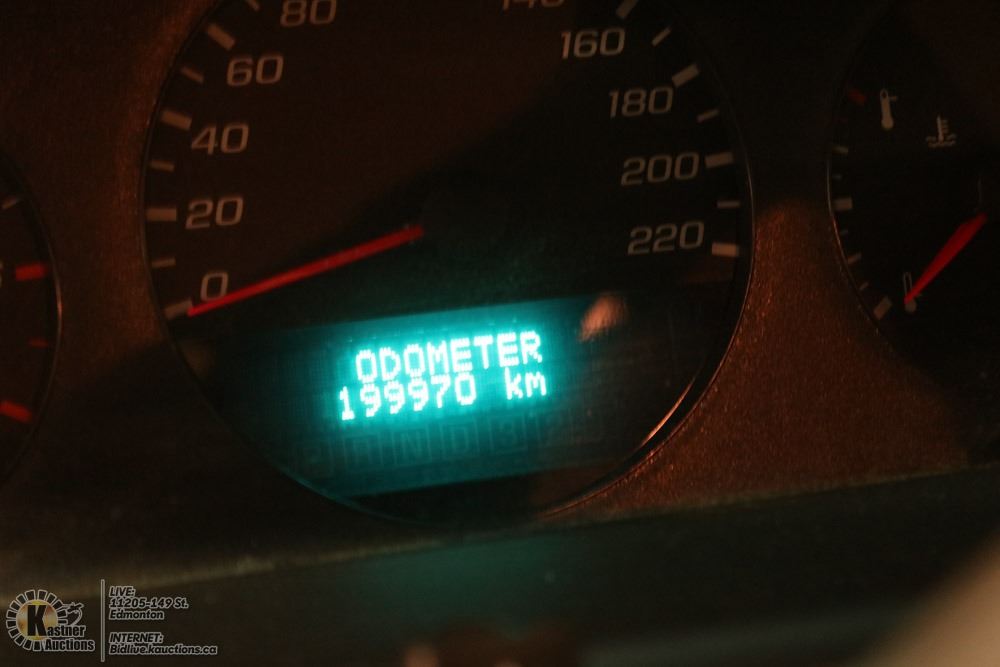 80
140
60
160
40
180
20
200
0
220
ODOMETER
199970 km
R N D 3
Kastner
Auctions
LIVE:
11205-149 St.
Edmonton
INTERNET:
Bidlive.kauctions.ca